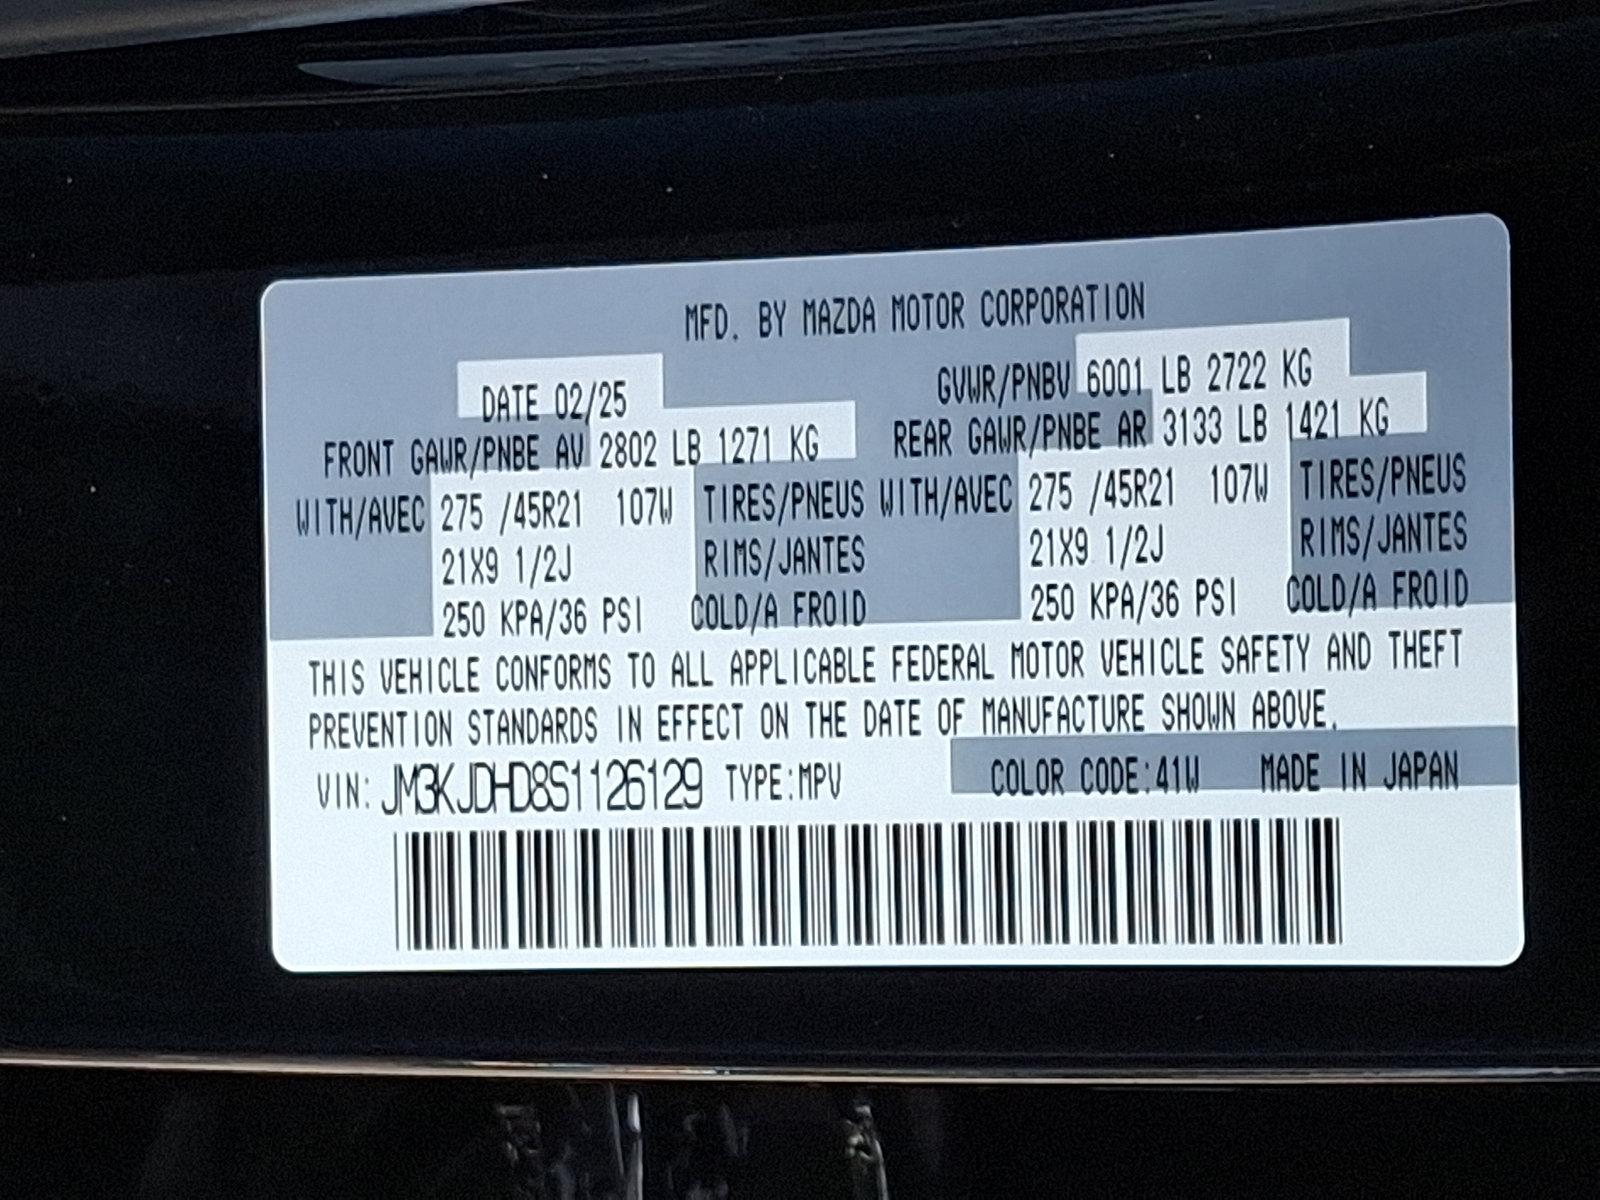 MFD. BY MAZDA MOTOR CORPORATION
DATE 02/25 GVWR/PNBV 6001 LB 2722 KG
FRONT GAWR/PNBE AV 2802 LB 1271 KG REAR GAWR/PNBE AR 3133 LB 1421 KG
WITH/AVEC 275 /45R21 107W TIRES/PNEUS WITH/AVEC 275 /45R21 107W TIRES/PNEUS
21X9 1/2J RIMS/JANTES 21X9 1/2J RIMS/JANTES
250 KPA/36 PSI COLD/A FROID 250 KPA/36 PSI COLD/A FROID
THIS VEHICLE CONFORMS TO ALL APPLICABLE FEDERAL MOTOR VEHICLE SAFETY AND THEFT
PREVENTION STANDARDS IN EFFECT ON THE DATE OF MANUFACTURE SHOWN ABOVE.
VIN: JM3KJDHD8S1126129 TYPE:MPV COLOR CODE:41W MADE IN JAPAN